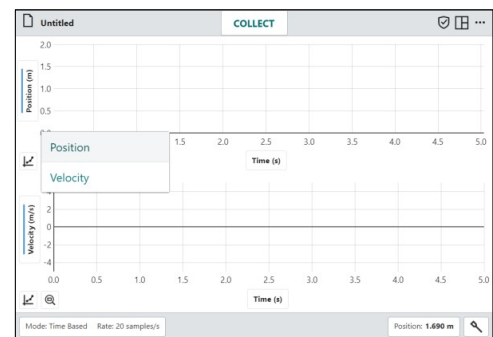 Untitled
COLLECT
2.0
1.5
1.0
0.5
Position (m)
1.5 2.0 2.5 3.0 3.5 4.0 4.5 5.0
Time (s)
Position
Velocity
2
0
-2
-4
Velocity (m/s)
0.0 0.5 1.0 1.5 2.0 2.5 3.0 3.5 4.0 4.5 5.0
Time (s)
Mode: Time Based Rate: 20 samples/s
Position: 1.690 m